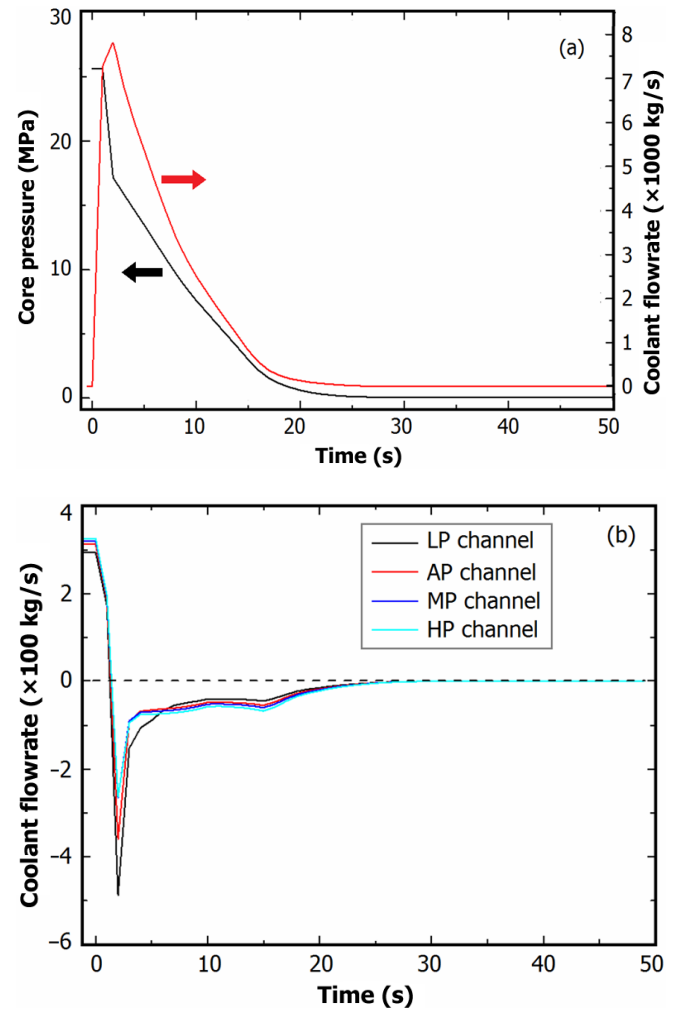 (a)
Core pressure (MPa)
30
20
10
0
Coolant flowrate (×1000 kg/s)
8
7
6
5
4
3
2
1
0
0 10 20 30 40 50
Time (s)
(b)
LP channel
AP channel
MP channel
HP channel
Coolant flowrate (×100 kg/s)
4
2
0
−2
−4
−6
0 10 20 30 40 50
Time (s)